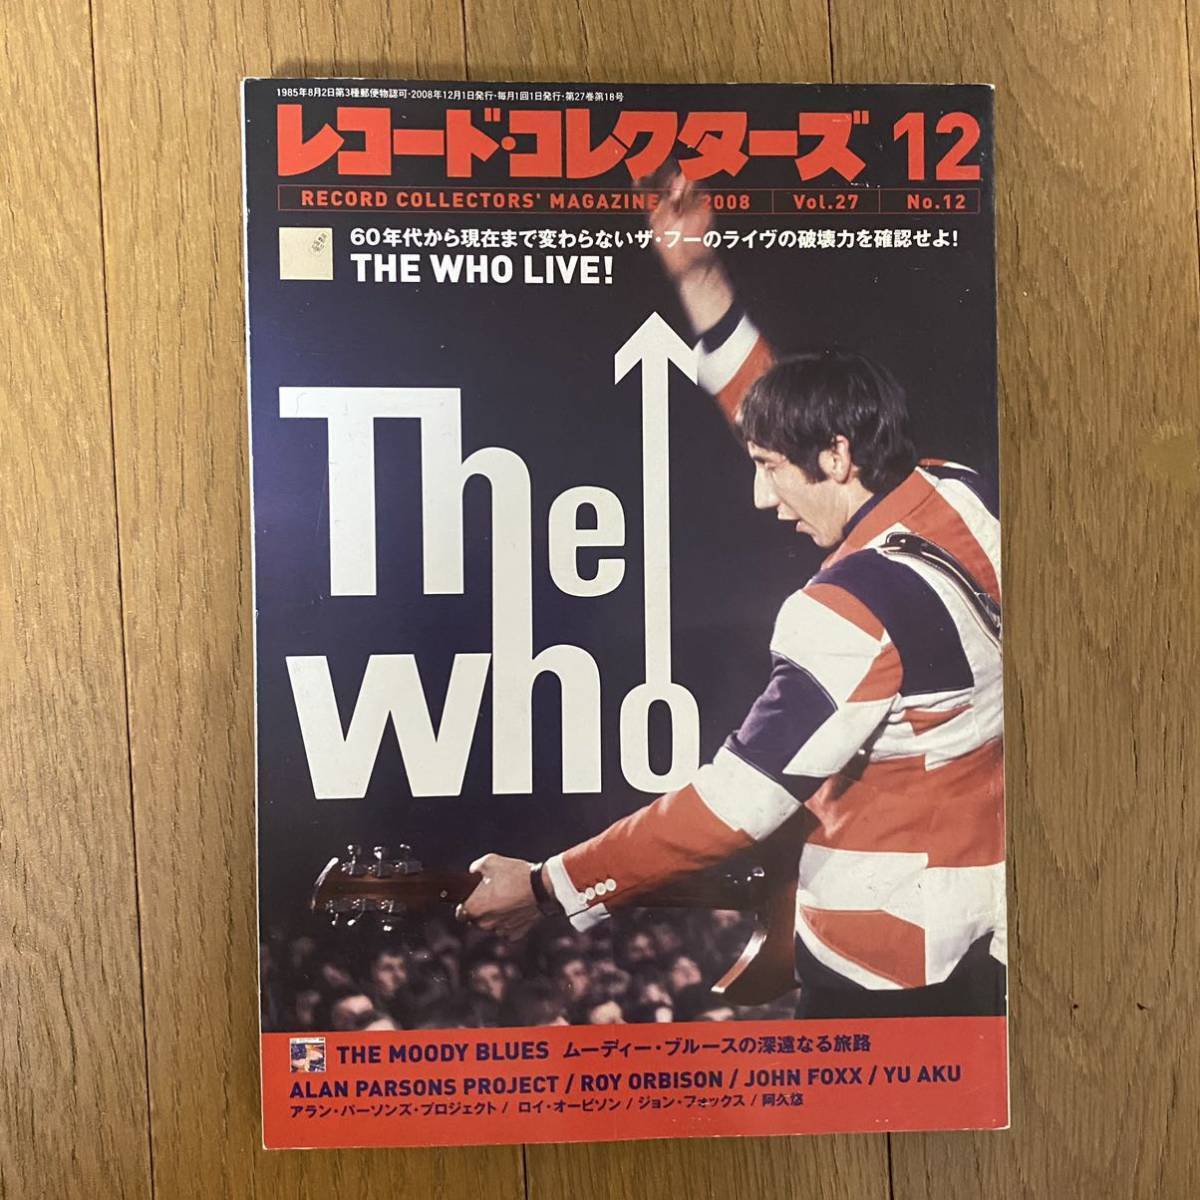 1985年8月2日第3種郵便物認可・2008年12月1日発行・毎月1回1日発行・第27巻第18号
レコード・コレクターズ 12
RECORD COLLECTORS' MAGAZINE 2008 Vol.27 No.12
60年代から現在まで変わらないザ・フーのライヴの破壊力を確認せよ!
THE WHO LIVE!
The
who
THE MOODY BLUES ムーディー・ブルースの深遠なる旅路
ALAN PARSONS PROJECT / ROY ORBISON / JOHN FOXX / YU AKU
アラン・パーソンズ・プロジェクト / ロイ・オービソン / ジョン・フォックス / 阿久悠